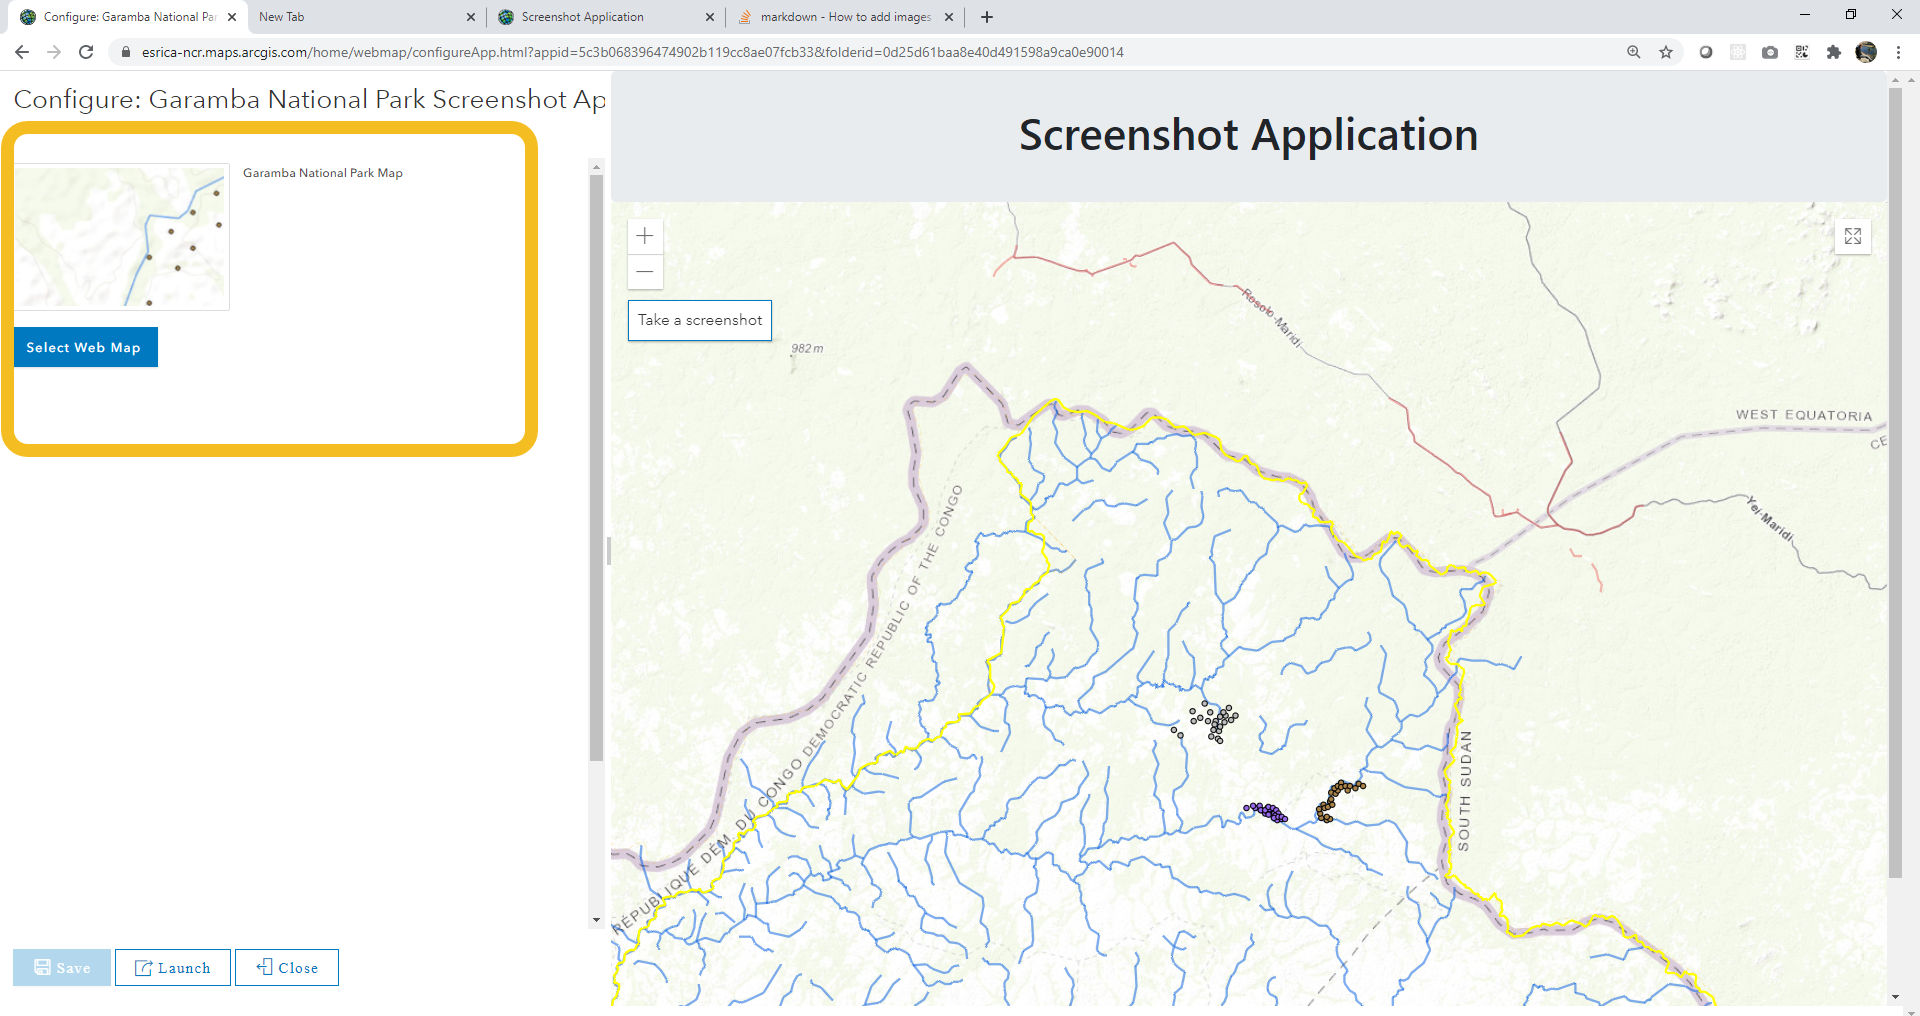 Configure: Garamba National Par
New Tab
Screenshot Application
markdown - How to add images
esrica-ncr.maps.arcgis.com/home/webmap/configureApp.html?appid=5c3b068396474902b119cc8ae07fcb33&folderid=0d25d61baa8e40d491598a9ca0e90014
Configure: Garamba National Park Screenshot Ap
Garamba National Park Map
Select Web Map
Save
Launch
Close
Screenshot Application
Take a screenshot
982 m
Rosolo-Maridi
WEST EQUATORIA
CE
Yei-Maridi
DEMOCRATIC REPUBLIC OF THE CONGO
RÉPUBLIQUE DÉM. DU CONGO
SOUTH SUDAN